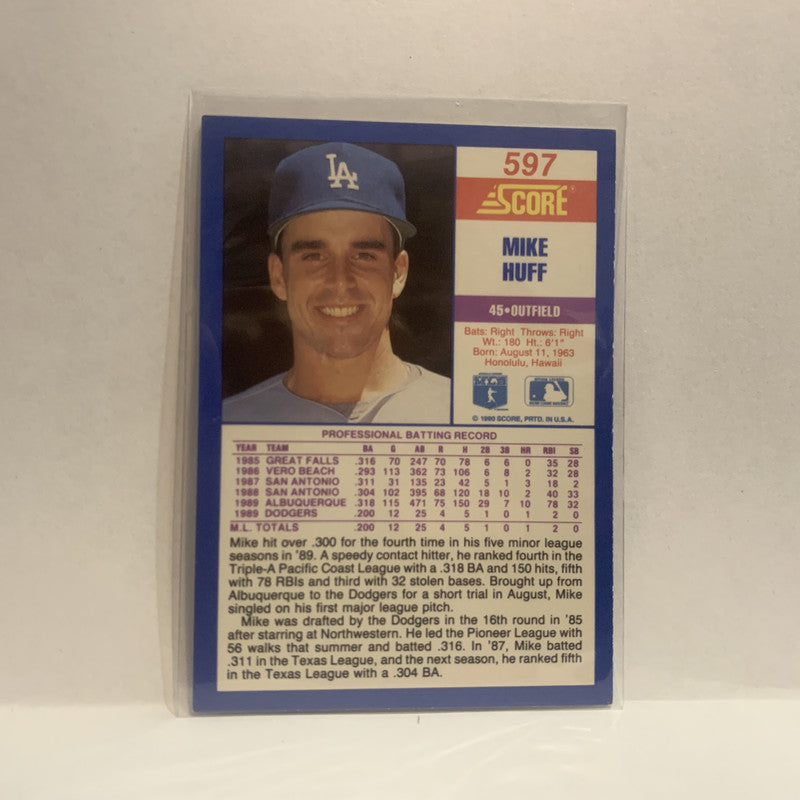 LA
597
SCORE®
MIKE
HUFF
45•OUTFIELD
Bats: Right Throws: Right
Wt.: 180 Ht.: 6'1"
Born: August 11, 1963
Honolulu, Hawaii
© 1990 SCORE, PRTD. IN U.S.A.
PROFESSIONAL BATTING RECORD
YEAR TEAM BA G AB R H 2B 3B HR RBI SB
1985 GREAT FALLS .316 70 247 70 78 6 6 0 35 28
1986 VERO BEACH .293 113 362 73 106 6 8 2 32 28
1987 SAN ANTONIO .311 31 135 23 42 5 1 3 18 2
1988 SAN ANTONIO .304 102 395 68 120 18 10 2 40 33
1989 ALBUQUERQUE .318 115 471 75 150 29 7 10 78 32
1989 DODGERS .200 12 25 4 5 1 0 1 2 0
M.L. TOTALS .200 12 25 4 5 1 0 1 2 0
Mike hit over .300 for the fourth time in his five minor league
seasons in '89. A speedy contact hitter, he ranked fourth in the
Triple-A Pacific Coast League with a .318 BA and 150 hits, fifth
with 78 RBIs and third with 32 stolen bases. Brought up from
Albuquerque to the Dodgers for a short trial in August, Mike
singled on his first major league pitch.
Mike was drafted by the Dodgers in the 16th round in '85
after starring at Northwestern. He led the Pioneer League with
56 walks that summer and batted .316. In '87, Mike batted
.311 in the Texas League, and the next season, he ranked fifth
in the Texas League with a .304 BA.